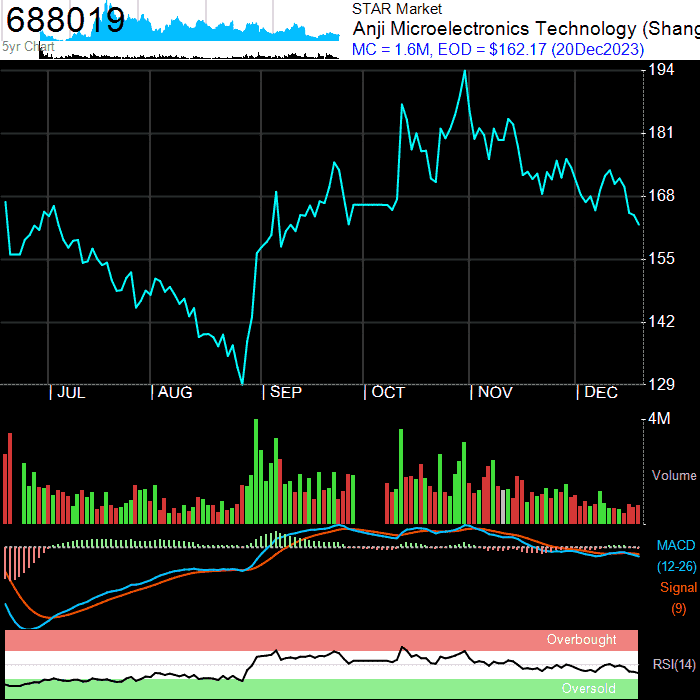 688019
5yr Chart
STAR Market
Anji Microelectronics Technology (Shang
MC = 1.6M, EOD = $162.17 (20Dec2023)
194
181
168
155
142
129
JUL
AUG
SEP
OCT
NOV
DEC
4M
Volume
MACD
(12-26)
Signal
(9)
Overbought
RSI(14)
Oversold